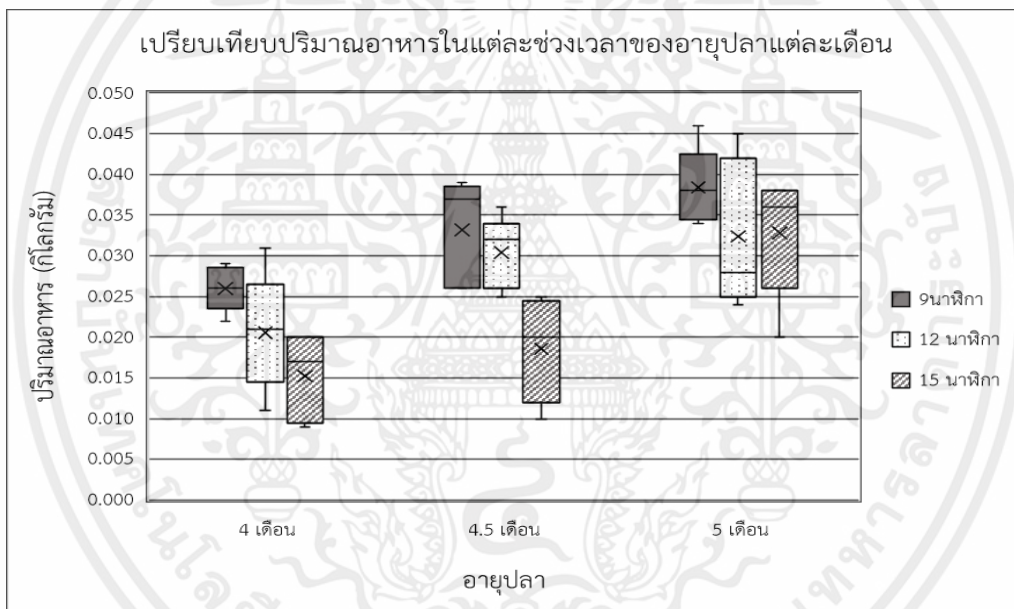 เปรียบเทียบปริมาณอาหารในแต่ละช่วงเวลาของอายุปลาแต่ละเดือน
0.050
0.045
0.040
0.035
0.030
0.025
0.020
0.015
0.010
0.005
0.000
ปริมาณอาหาร (กิโลกรัม)
4 เดือน
4.5 เดือน
5 เดือน
อายุปลา
9นาฬิกา
12 นาฬิกา
15 นาฬิกา